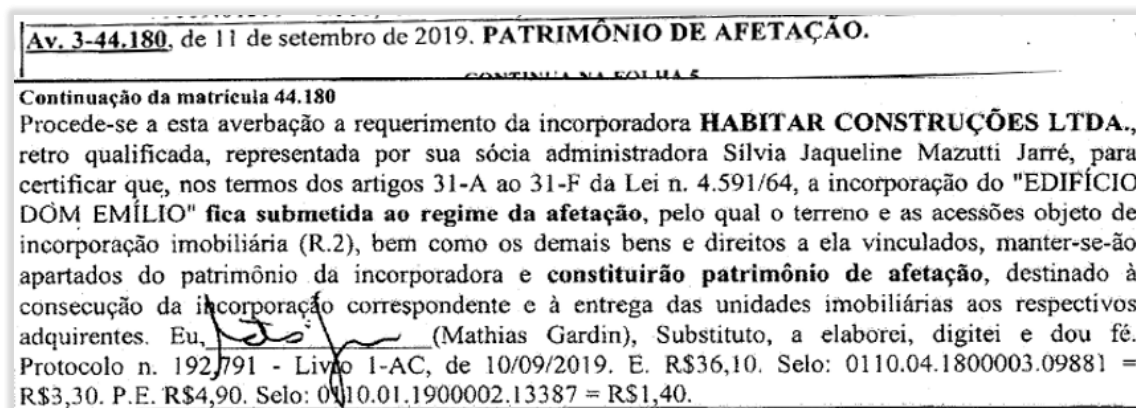 Av. 3-44.180, de 11 de setembro de 2019. PATRIMÔNIO DE AFETAÇÃO.
CONTINUA NA FOLHA 5
Continuação da matrícula 44.180
Procede-se a esta averbação a requerimento da incorporadora HABITAR CONSTRUÇÕES LTDA.,
retro qualificada, representada por sua sócia administradora Silvia Jaqueline Mazutti Jarré, para
certificar que, nos termos dos artigos 31-A ao 31-F da Lei n. 4.591/64, a incorporação do "EDIFÍCIO
DOM EMÍLIO" fica submetida ao regime da afetação, pelo qual o terreno e as acessões objeto de
incorporação imobiliária (R.2), bem como os demais bens e direitos a ela vinculados, manter-se-ão
apartados do patrimônio da incorporadora e constituirão patrimônio de afetação, destinado à
consecução da incorporação correspondente e à entrega das unidades imobiliárias aos respectivos
adquirentes. Eu, (Mathias Gardin), Substituto, a elaborei, digitei e dou fé.
Protocolo n. 192.791 - Livro 1-AC, de 10/09/2019. E. R$36,10. Selo: 0110.04.1800003.09881 =
R$3,30. P.E. R$4,90. Selo: 0110.01.1900002.13387 = R$1,40.